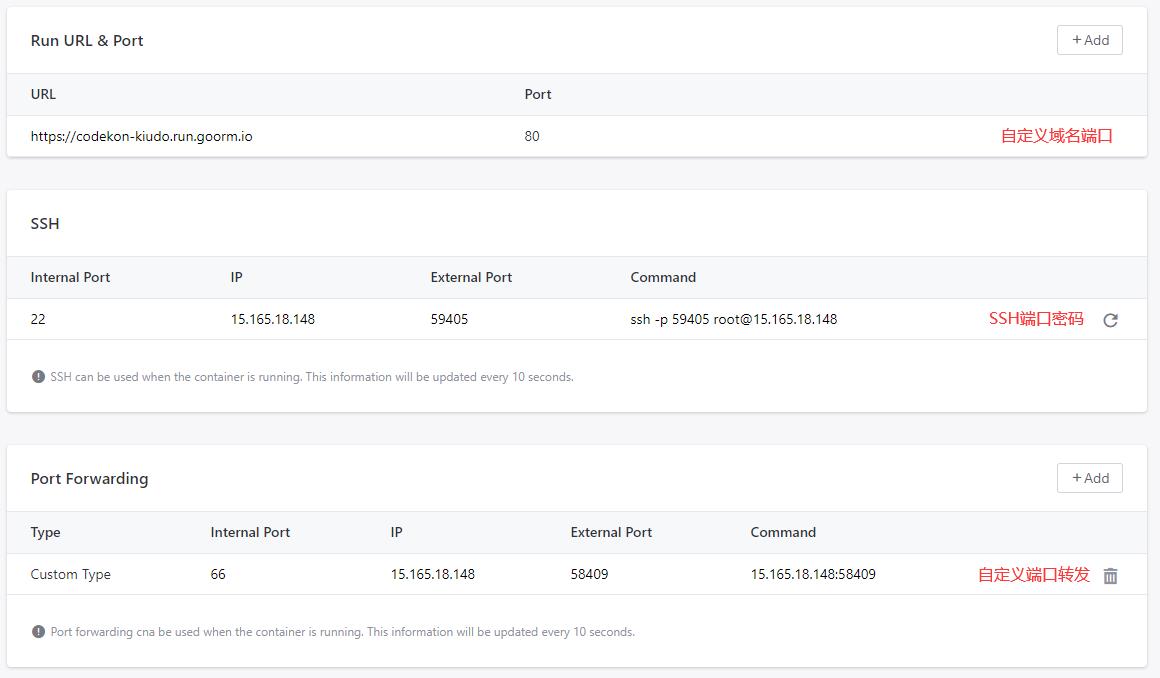 Run URL & Port
+ Add
URL Port
https://codekon-kiudo.run.goorm.io 80 自定义域名端口
SSH
Internal Port IP External Port Command
22 15.165.18.148 59405 ssh -p 59405 root@15.165.18.148 SSH端口密码
SSH can be used when the container is running. This information will be updated every 10 seconds.
Port Forwarding
+ Add
Type Internal Port IP External Port Command
Custom Type 66 15.165.18.148 58409 15.165.18.148:58409 自定义端口转发
Port forwarding cna be used when the container is running. This information will be updated every 10 seconds.